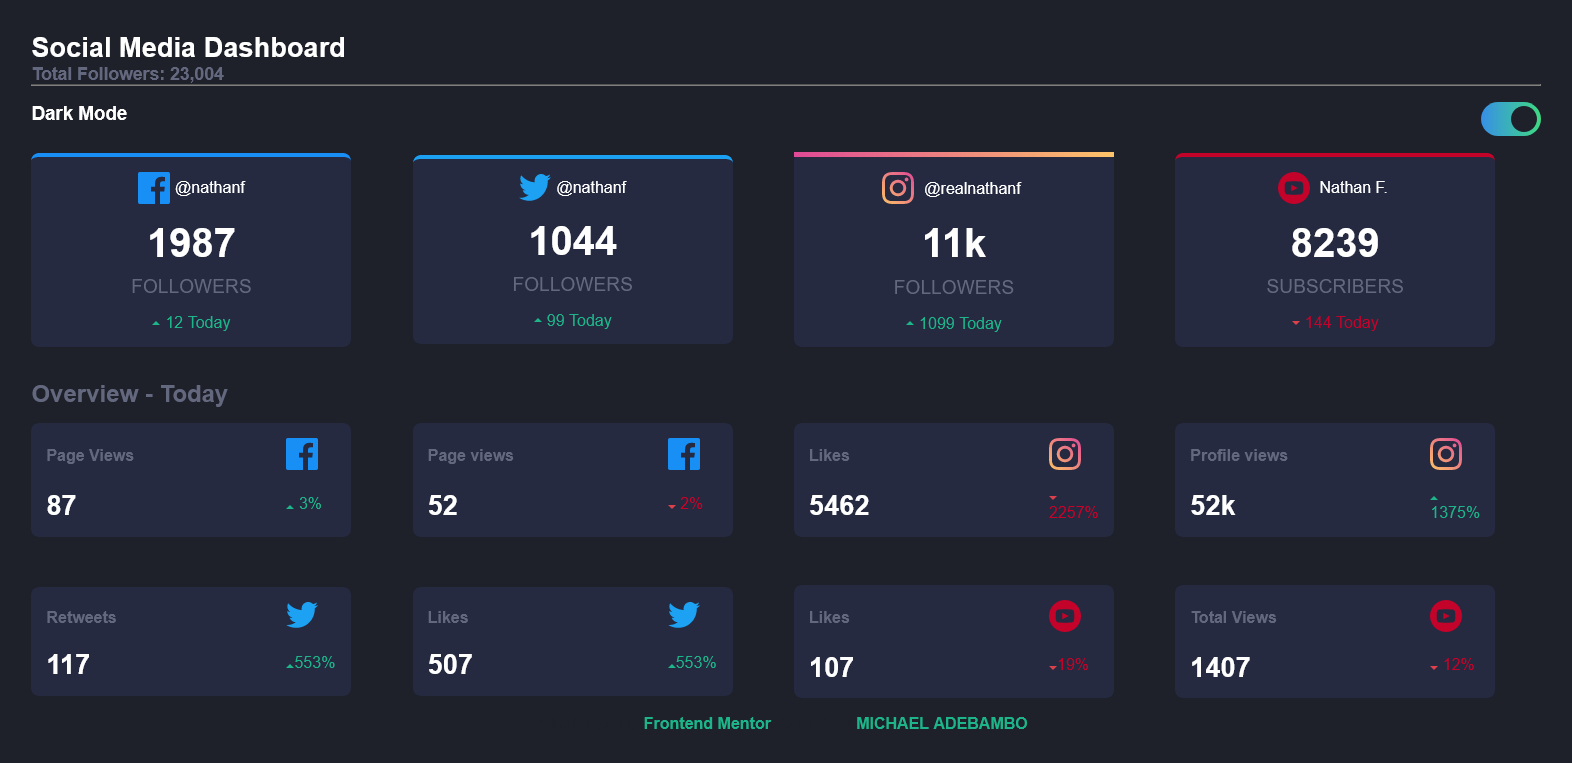 Social Media Dashboard
Total Followers: 23,004
Dark Mode
@nathanf
1987
FOLLOWERS
12 Today
@nathanf
1044
FOLLOWERS
99 Today
@realnathanf
11k
FOLLOWERS
1099 Today
Nathan F.
8239
SUBSCRIBERS
144 Today
Overview - Today
Page Views
87
3%
Page views
52
2%
Likes
5462
2257%
Profile views
52k
1375%
Retweets
117
553%
Likes
507
553%
Likes
107
19%
Total Views
1407
12%
Frontend Mentor
MICHAEL ADEBAMBO